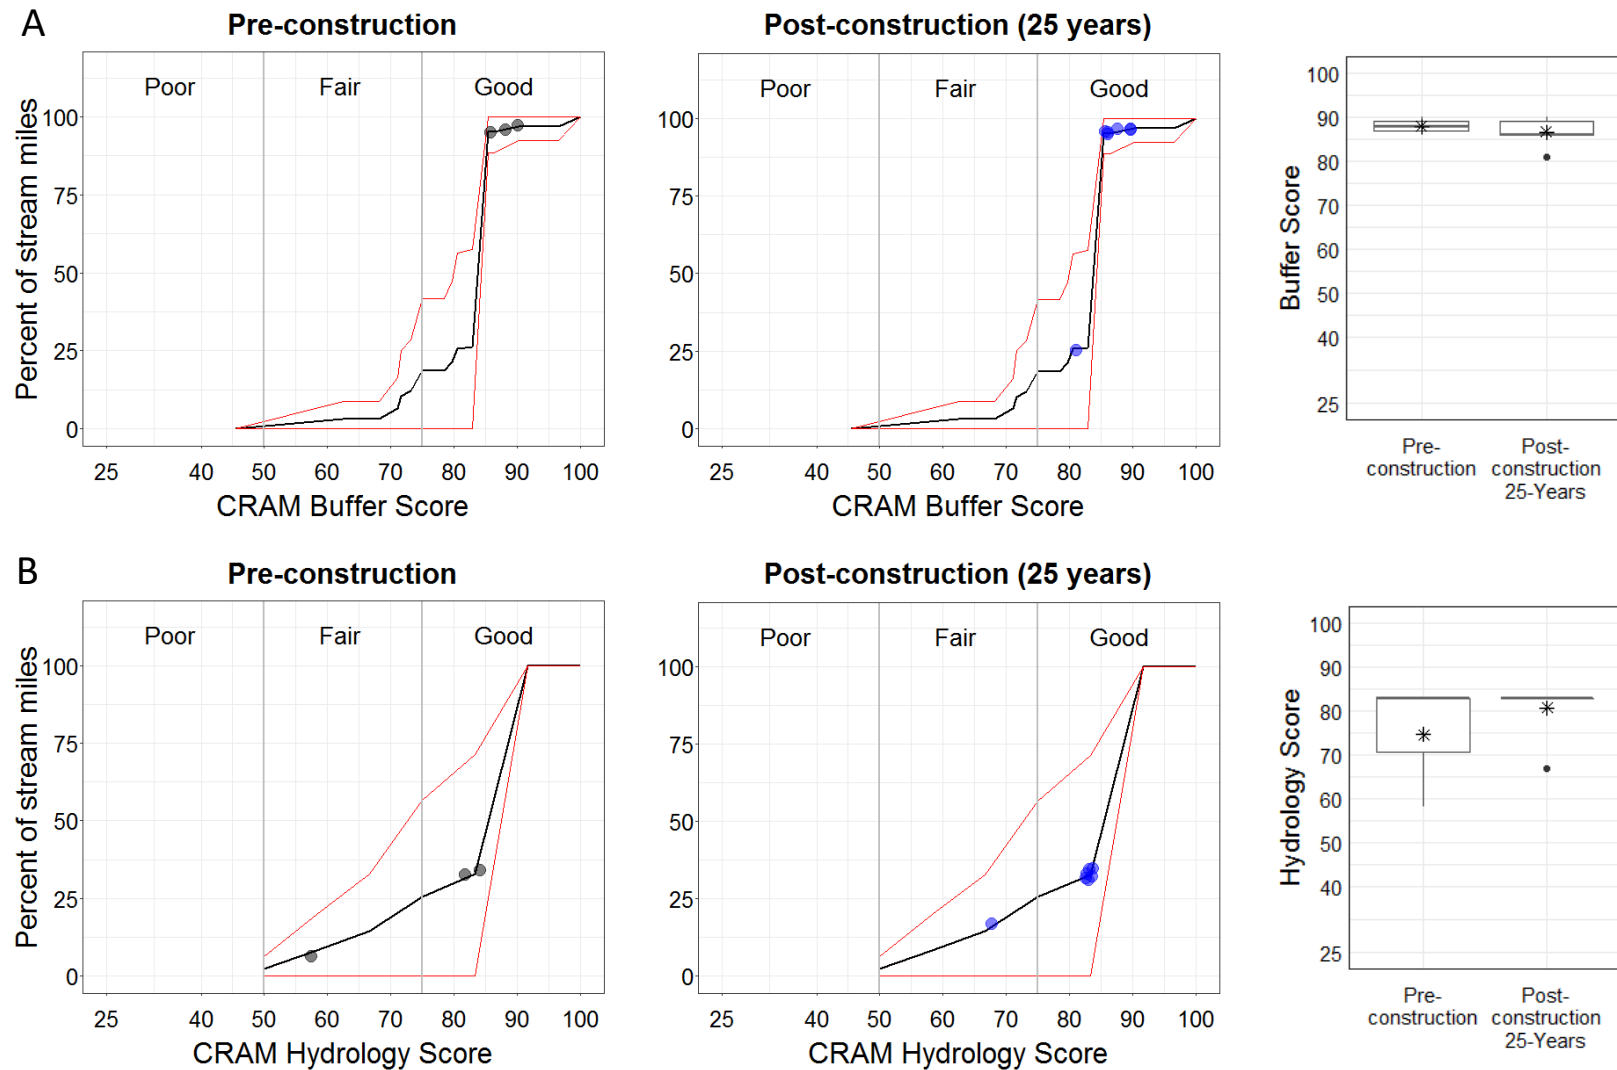 A
Pre-construction
Post-construction (25 years)
Poor Fair Good
Poor Fair Good
Percent of stream miles
100
75
50
25
0
25 40 50 60 70 80 90 100
CRAM Buffer Score
100
75
50
25
0
25 40 50 60 70 80 90 100
CRAM Buffer Score
Buffer Score
100
90
80
70
60
50
40
25
Pre-
construction
Post-
construction
25-Years
B
Pre-construction
Post-construction (25 years)
Poor Fair Good
Poor Fair Good
Percent of stream miles
100
75
50
25
0
25 40 50 60 70 80 90 100
CRAM Hydrology Score
100
75
50
25
0
25 40 50 60 70 80 90 100
CRAM Hydrology Score
Hydrology Score
100
90
80
70
60
50
40
25
Pre-
construction
Post-
construction
25-Years